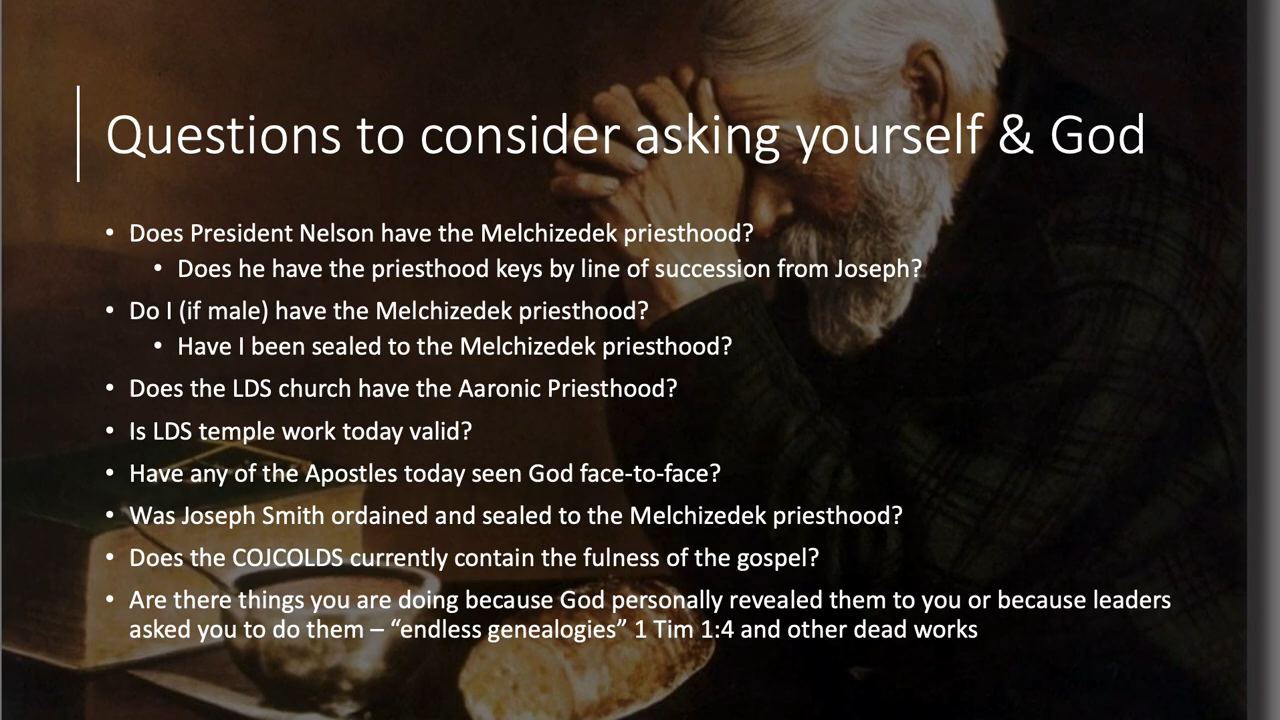 Questions to consider asking yourself & God
• Does President Nelson have the Melchizedek priesthood?
• Does he have the priesthood keys by line of succession from Joseph?
• Do I (if male) have the Melchizedek priesthood?
• Have I been sealed to the Melchizedek priesthood?
• Does the LDS church have the Aaronic Priesthood?
• Is LDS temple work today valid?
• Have any of the Apostles today seen God face-to-face?
• Was Joseph Smith ordained and sealed to the Melchizedek priesthood?
• Does the COJCOLDS currently contain the fulness of the gospel?
• Are there things you are doing because God personally revealed them to you or because leaders
asked you to do them – “endless genealogies” 1 Tim 1:4 and other dead works